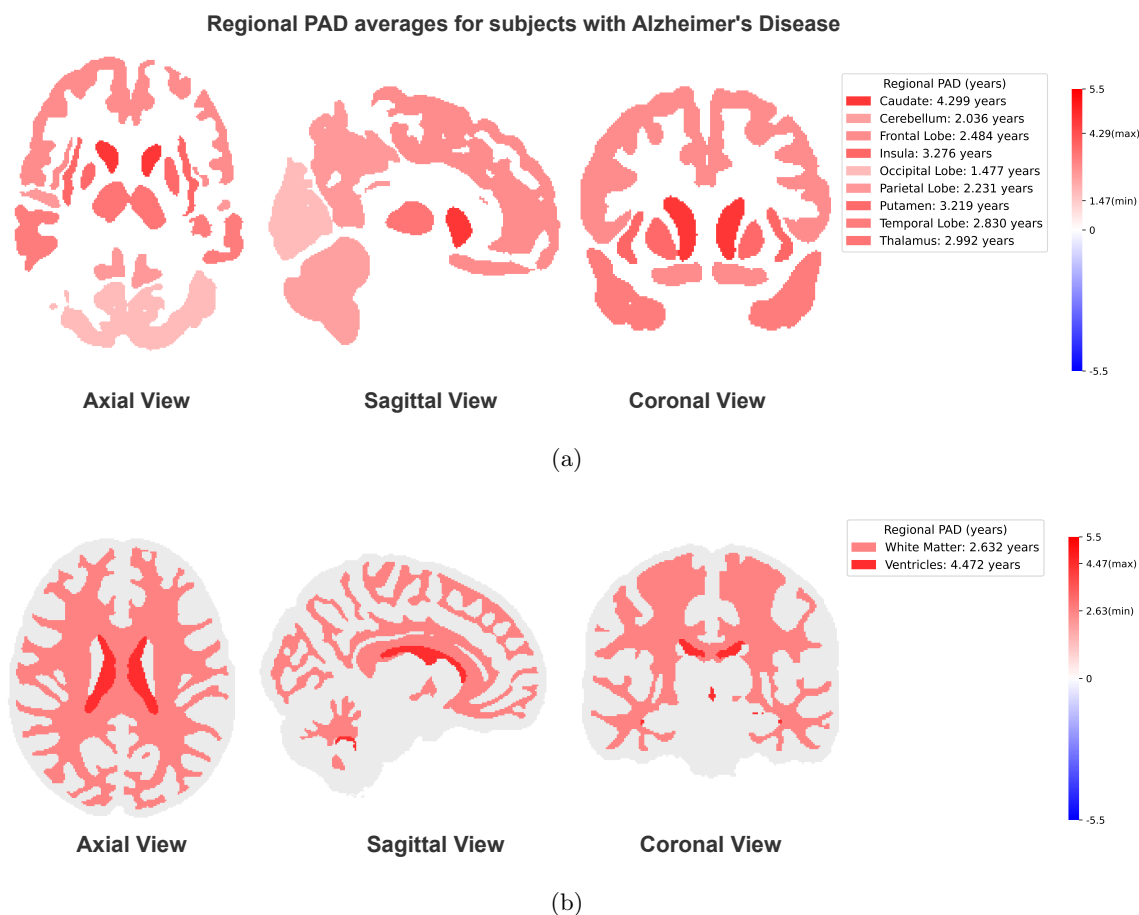 Regional PAD averages for subjects with Alzheimer's Disease
Regional PAD (years)
Caudate: 4.299 years
Cerebellum: 2.036 years
Frontal Lobe: 2.484 years
Insula: 3.276 years
Occipital Lobe: 1.477 years
Parietal Lobe: 2.231 years
Putamen: 3.219 years
Temporal Lobe: 2.830 years
Thalamus: 2.992 years
5.5
4.29(max)
1.47(min)
0
-5.5
Axial View
Sagittal View
Coronal View
(a)
Regional PAD (years)
White Matter: 2.632 years
Ventricles: 4.472 years
5.5
4.47(max)
2.63(min)
0
-5.5
Axial View
Sagittal View
Coronal View
(b)